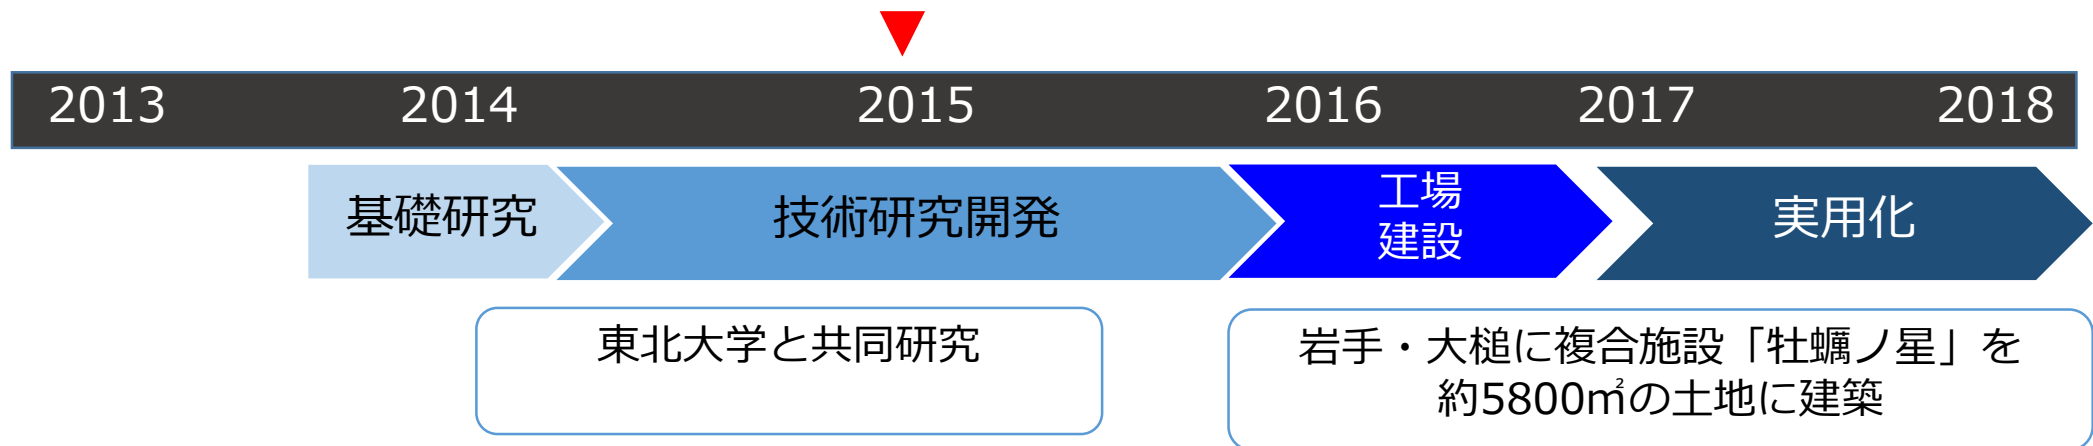 2013 2014 2015 2016 2017 2018
基礎研究
技術研究開発
工場
建設
実用化
東北大学と共同研究
岩手・大槌に複合施設「牡蠣ノ星」を
約5800㎡の土地に建築